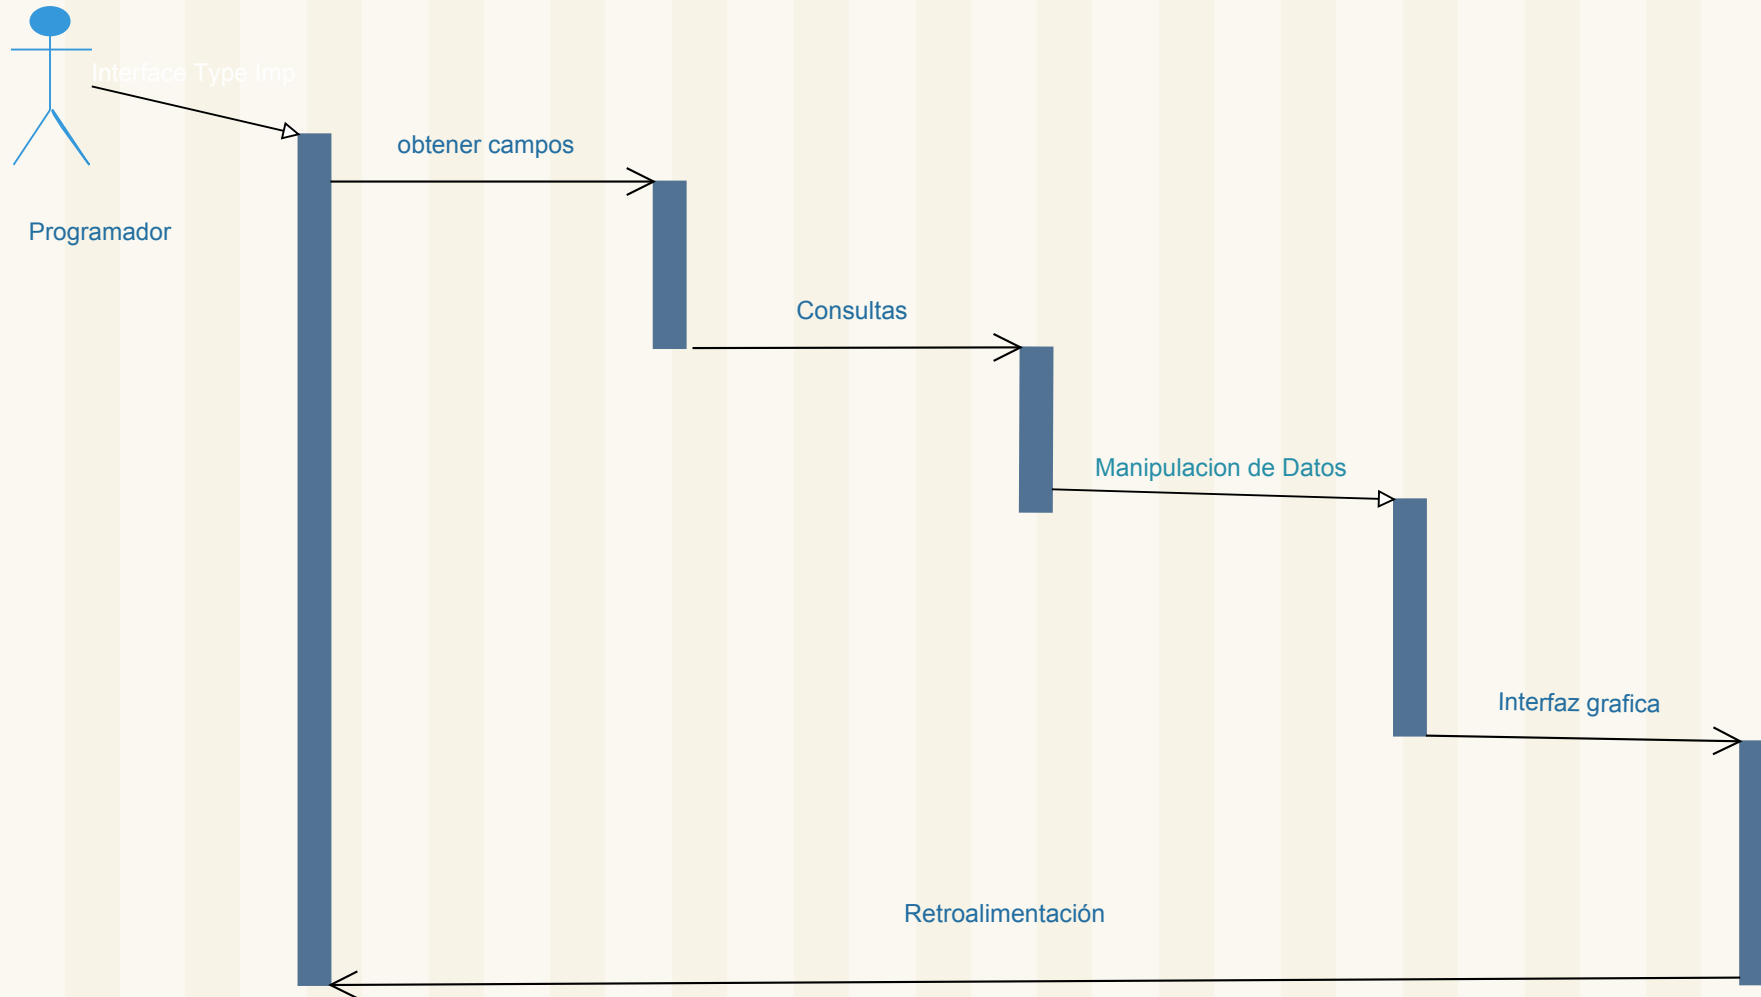 Interface Type Imp
obtener campos
Programador
Consultas
Manipulacion de Datos
Interfaz grafica
Retroalimentación